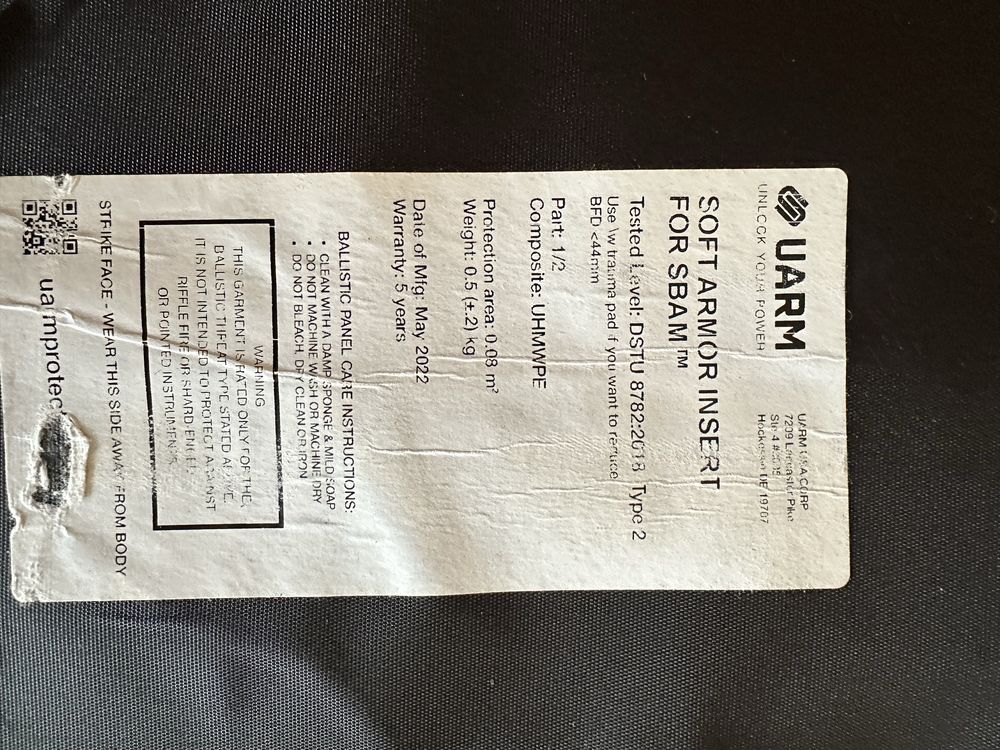 UARM
UNLOCK YOUR POWER
UARM USA CORP
7209 Lancaster Pike
Ste 4 #
Hockessin DE 19707
SOFT ARMOR INSERT
FOR SBAM™
Tested Level: DSTU 8782:2018 Type 2
Use \w trauma pad if you want to reduce
BFD <44mm
Part: 1/2
Composite: UHMWPE
Protection area: 0.08 m²
Weight: 0.5 (±.2) kg
Date of Mfg: May 2022
Warranty: 5 years
BALLISTIC PANEL CARE INSTRUCTIONS:
• CLEAN WITH A DAMP SPONGE & MILD SOAP
• DO NOT MACHINE WASH OR MACHINE DRY
• DO NOT BLEACH, DRY CLEAN OR IRON
WARNING
THIS GARMENT IS RATED ONLY FOR THE
BALLISTIC THREAT TYPE STATED ABOVE.
IT IS NOT INTENDED TO PROTECT AGAINST
RIFFLE FIRE OR SHARD-EDGED
OR POINTED INSTRUMENTS.
STRIKE FACE - WEAR THIS SIDE AWAY FROM BODY
uarmprotec